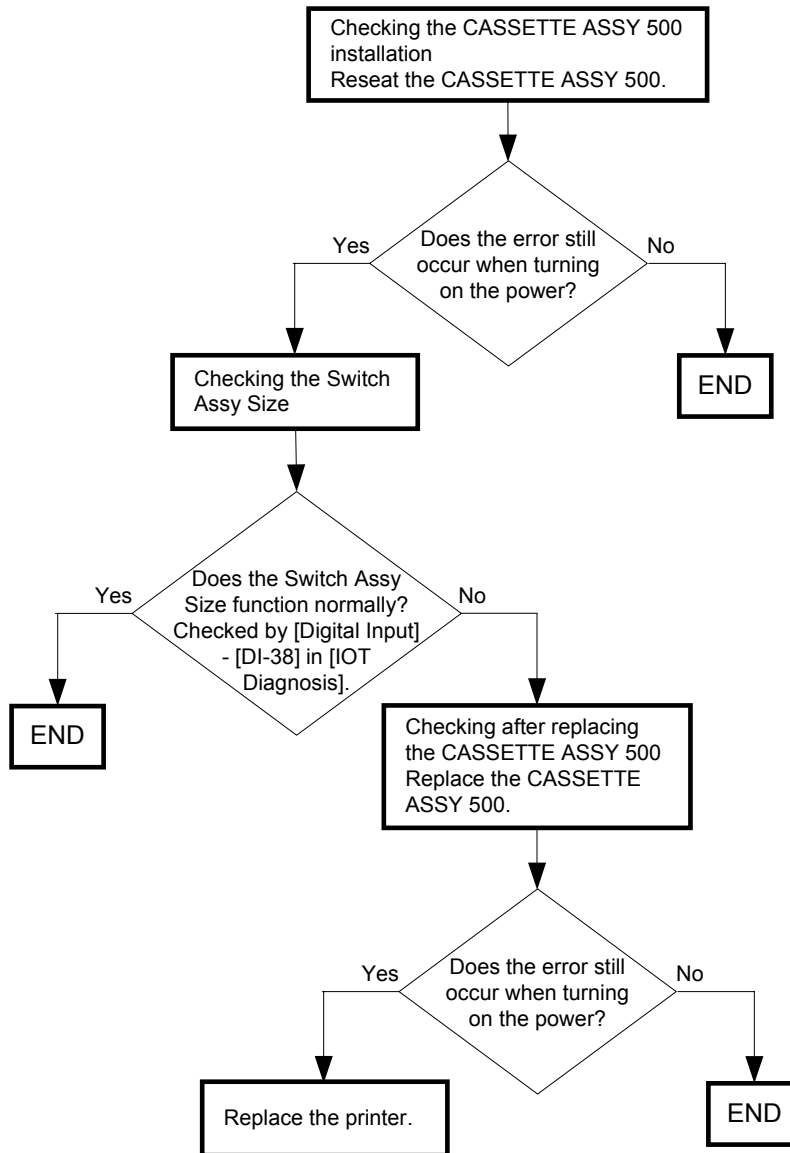 Checking the CASSETTE ASSY 500
installation
Reseat the CASSETTE ASSY 500.
Does the error still
occur when turning
on the power?
Yes
No
Checking the Switch
Assy Size
END
Does the Switch Assy
Size function normally?
Checked by [Digital Input]
- [DI-38] in [IOT
Diagnosis].
Yes
No
END
Checking after replacing
the CASSETTE ASSY 500
Replace the CASSETTE
ASSY 500.
Does the error still
occur when turning
on the power?
Yes
No
Replace the printer.
END